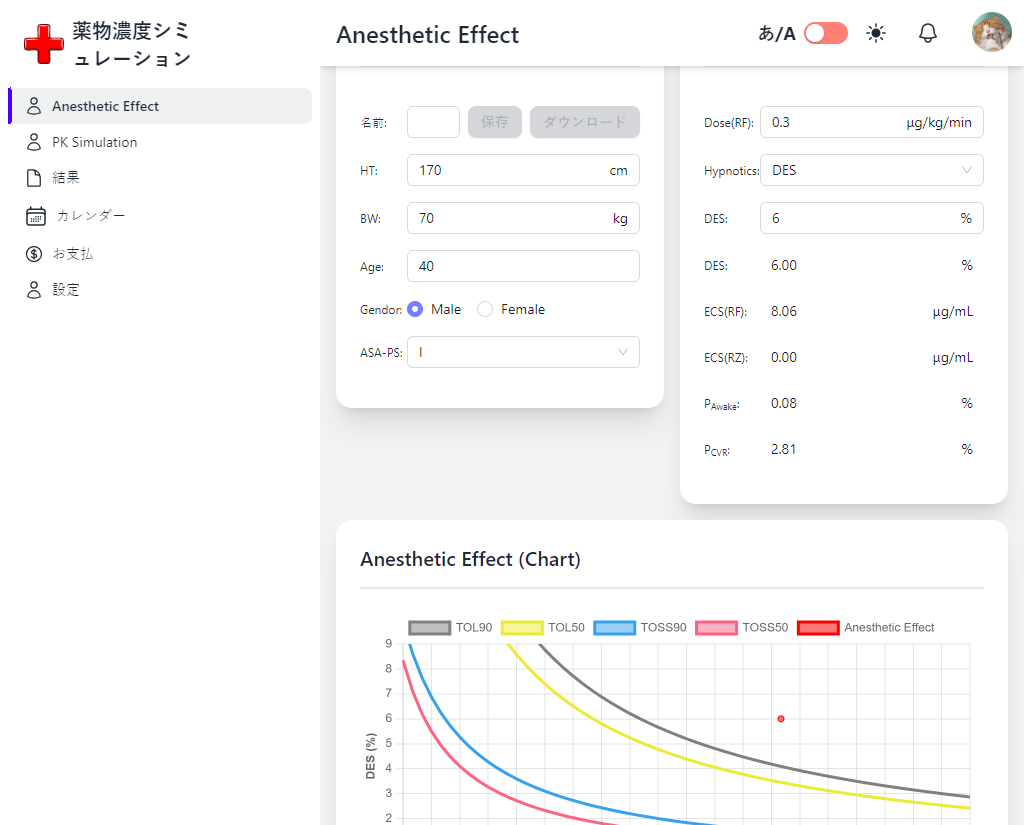 薬物濃度シミ
ュレーション
Anesthetic Effect
PK Simulation
結果
カレンダー
お支払
設定
Anesthetic Effect
あ/A
名前:
保存
ダウンロード
HT: 170 cm
BW: 70 kg
Age: 40
Gendor: Male Female
ASA-PS: I
Dose(RF): 0.3 μg/kg/min
Hypnotics: DES
DES: 6 %
DES: 6.00 %
ECS(RF): 8.06 μg/mL
ECS(RZ): 0.00 μg/mL
PAwake: 0.08 %
PCVR: 2.81 %
Anesthetic Effect (Chart)
TOL90 TOL50 TOSS90 TOSS50 Anesthetic Effect
9
8
7
6
5
4
3
2
DES (%)